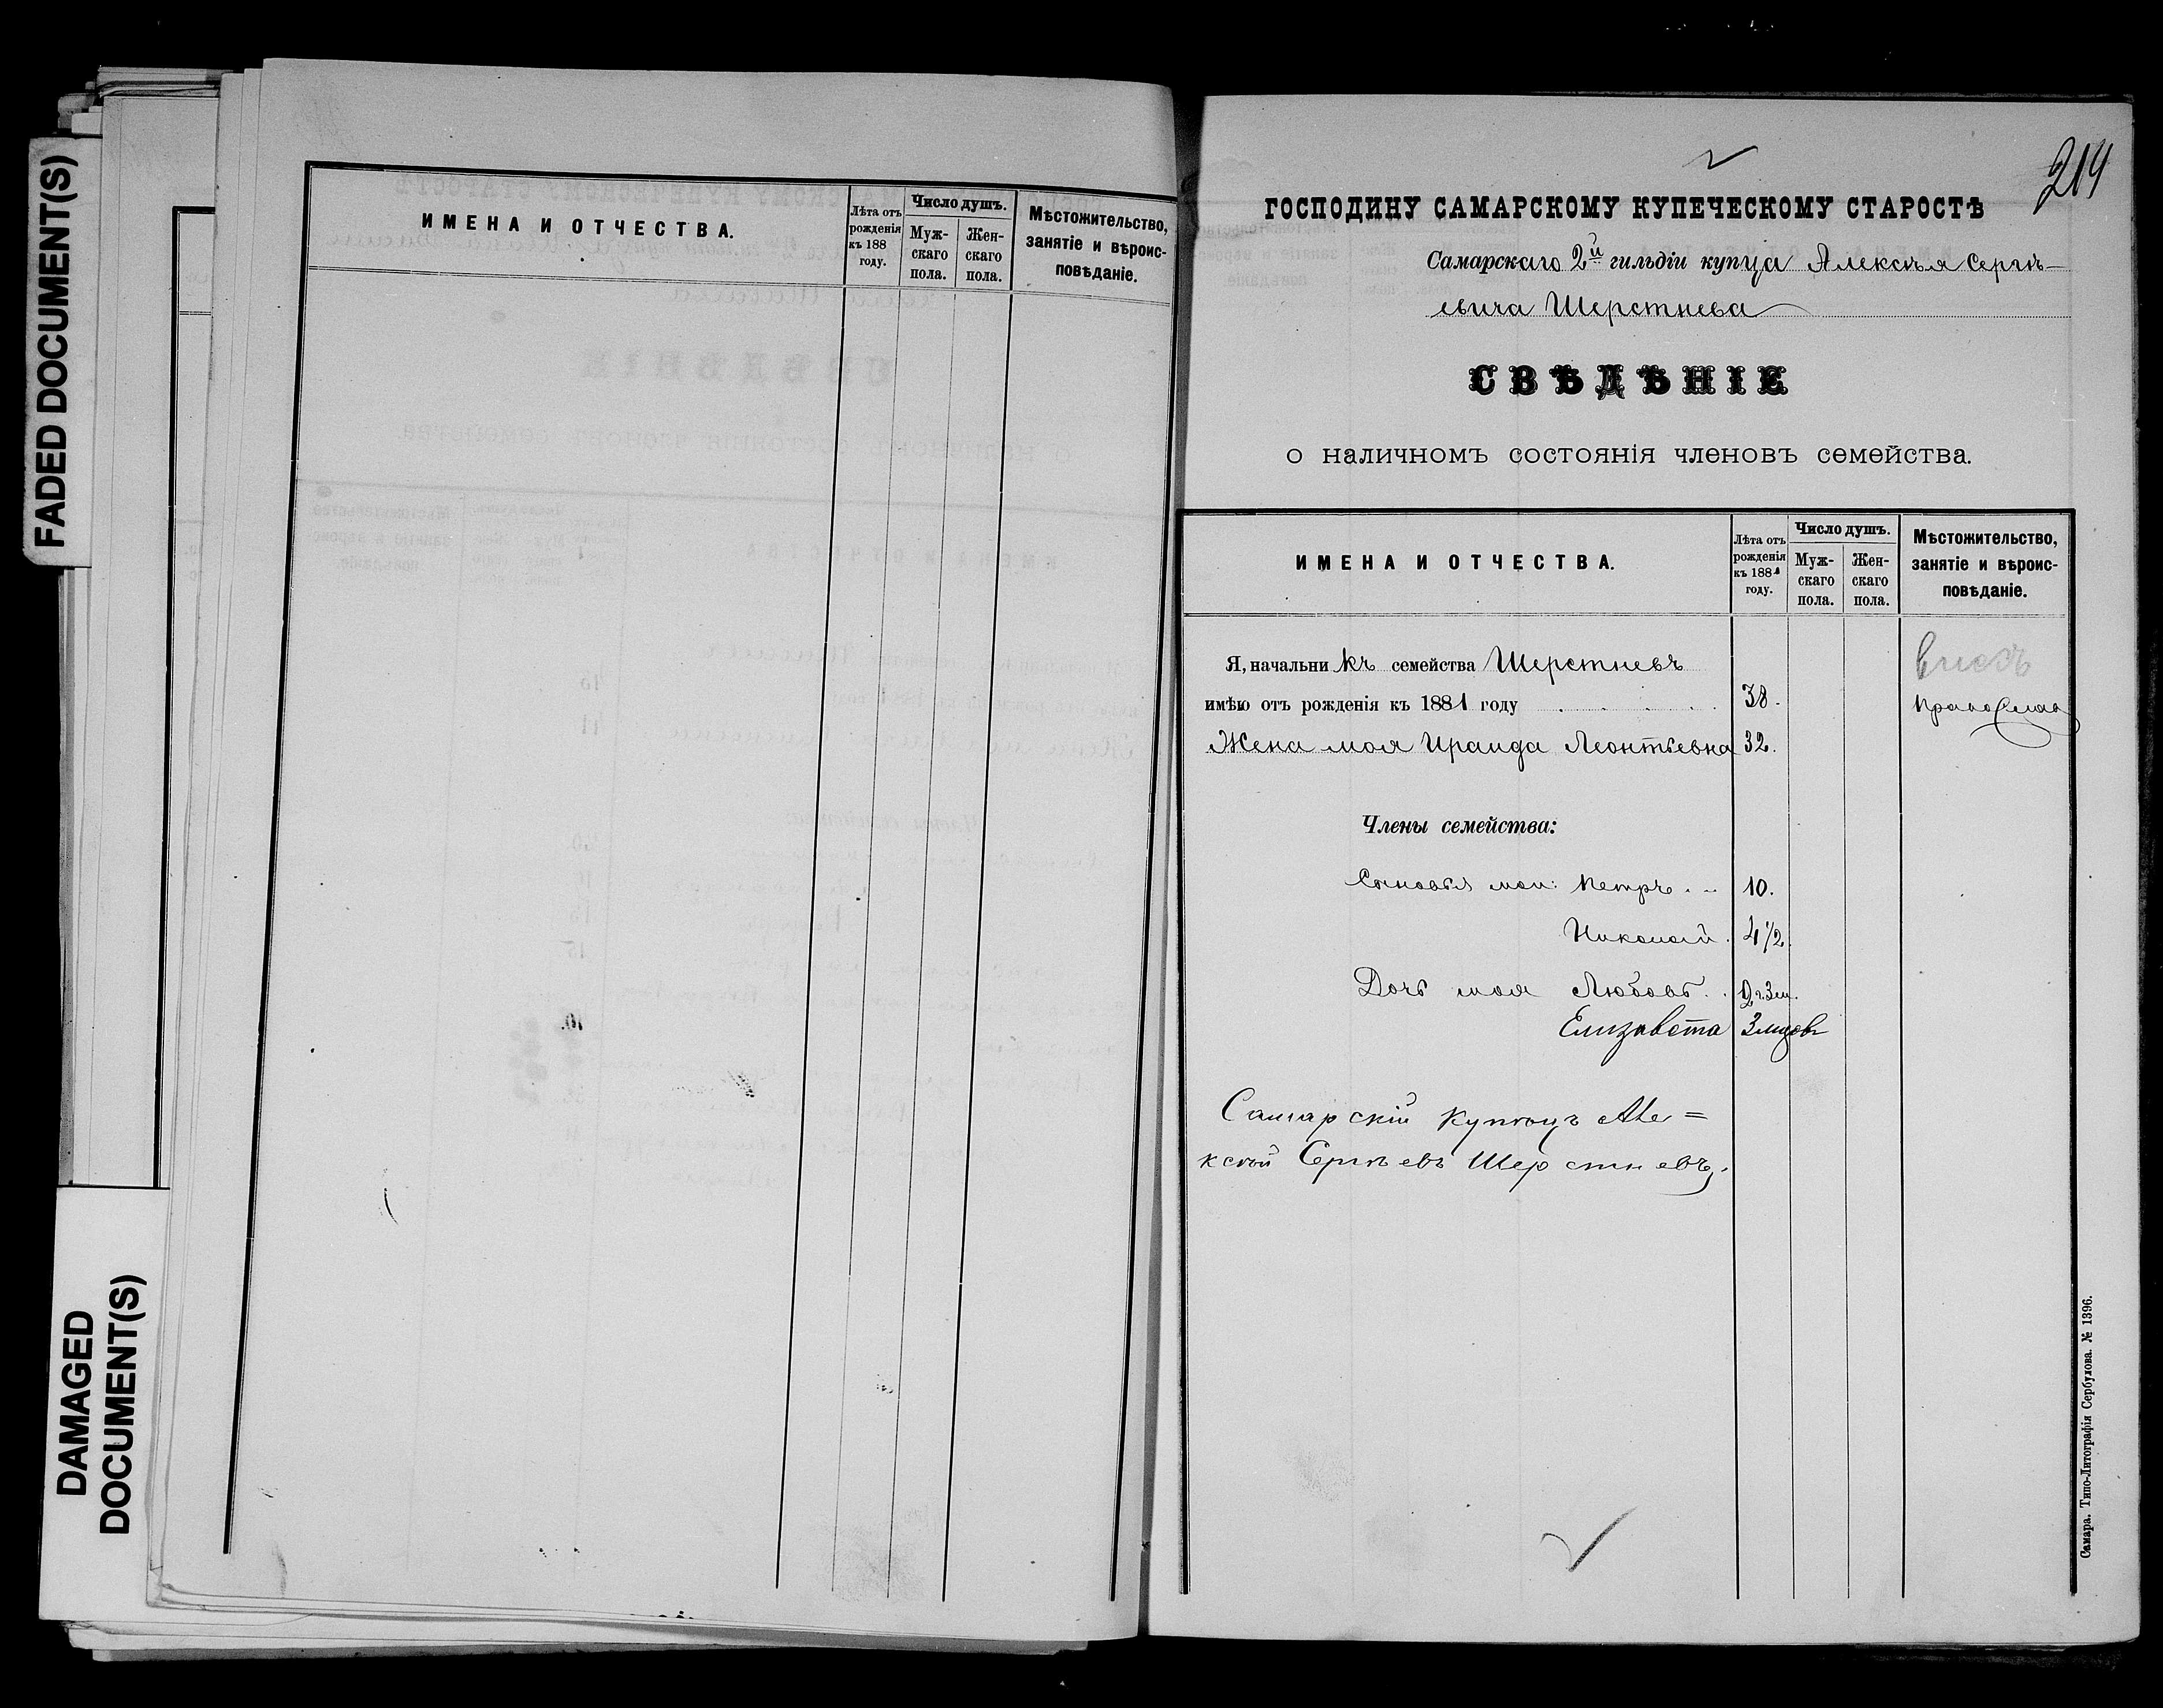 FADED DOCUMENT(S)
DAMAGED
DOCUMENT(S)
ИМЕНА И ОТЧЕСТВА.
Лѣта отъ
рожденія
къ 188
году.
Число душъ.
Муж-
скаго
пола.
Жен-
скаго
пола.
Мѣстожительство,
занятіе и вѣроис-
повѣданіе.
214
ГОСПОДИНУ САМАРСКОМУ КУПЕЧЕСКОМУ СТАРОСТѢ
Самарскаго 2й гильдіи купца Алексѣя Сергѣ-
евича Шерстнева
СВѢДѢНІЕ
о наличномъ состоянія членовъ семейства.
ИМЕНА И ОТЧЕСТВА.
Лѣта отъ
рожденія
къ 1881
году.
Число душъ.
Муж-
скаго
пола.
Жен-
скаго
пола.
Мѣстожительство,
занятіе и вѣроис-
повѣданіе.
Я, начальникъ семейства Шерстневъ
имѣю отъ рожденія къ 1881 году 38. Православ
Жена моя Ираида Леонтьевна 32.
Члены семейства:
Сыновья мои: Петръ 10.
Николай. 4 1/2
Дочь моя Любовь. 2 г. 3 м.
Елизавета 3 мѣсяв
Самарскій Купецъ Але=
ксѣй Сергѣевъ Шерстневъ.
Самара. Типо-Литографія Сербулова. № 1396.